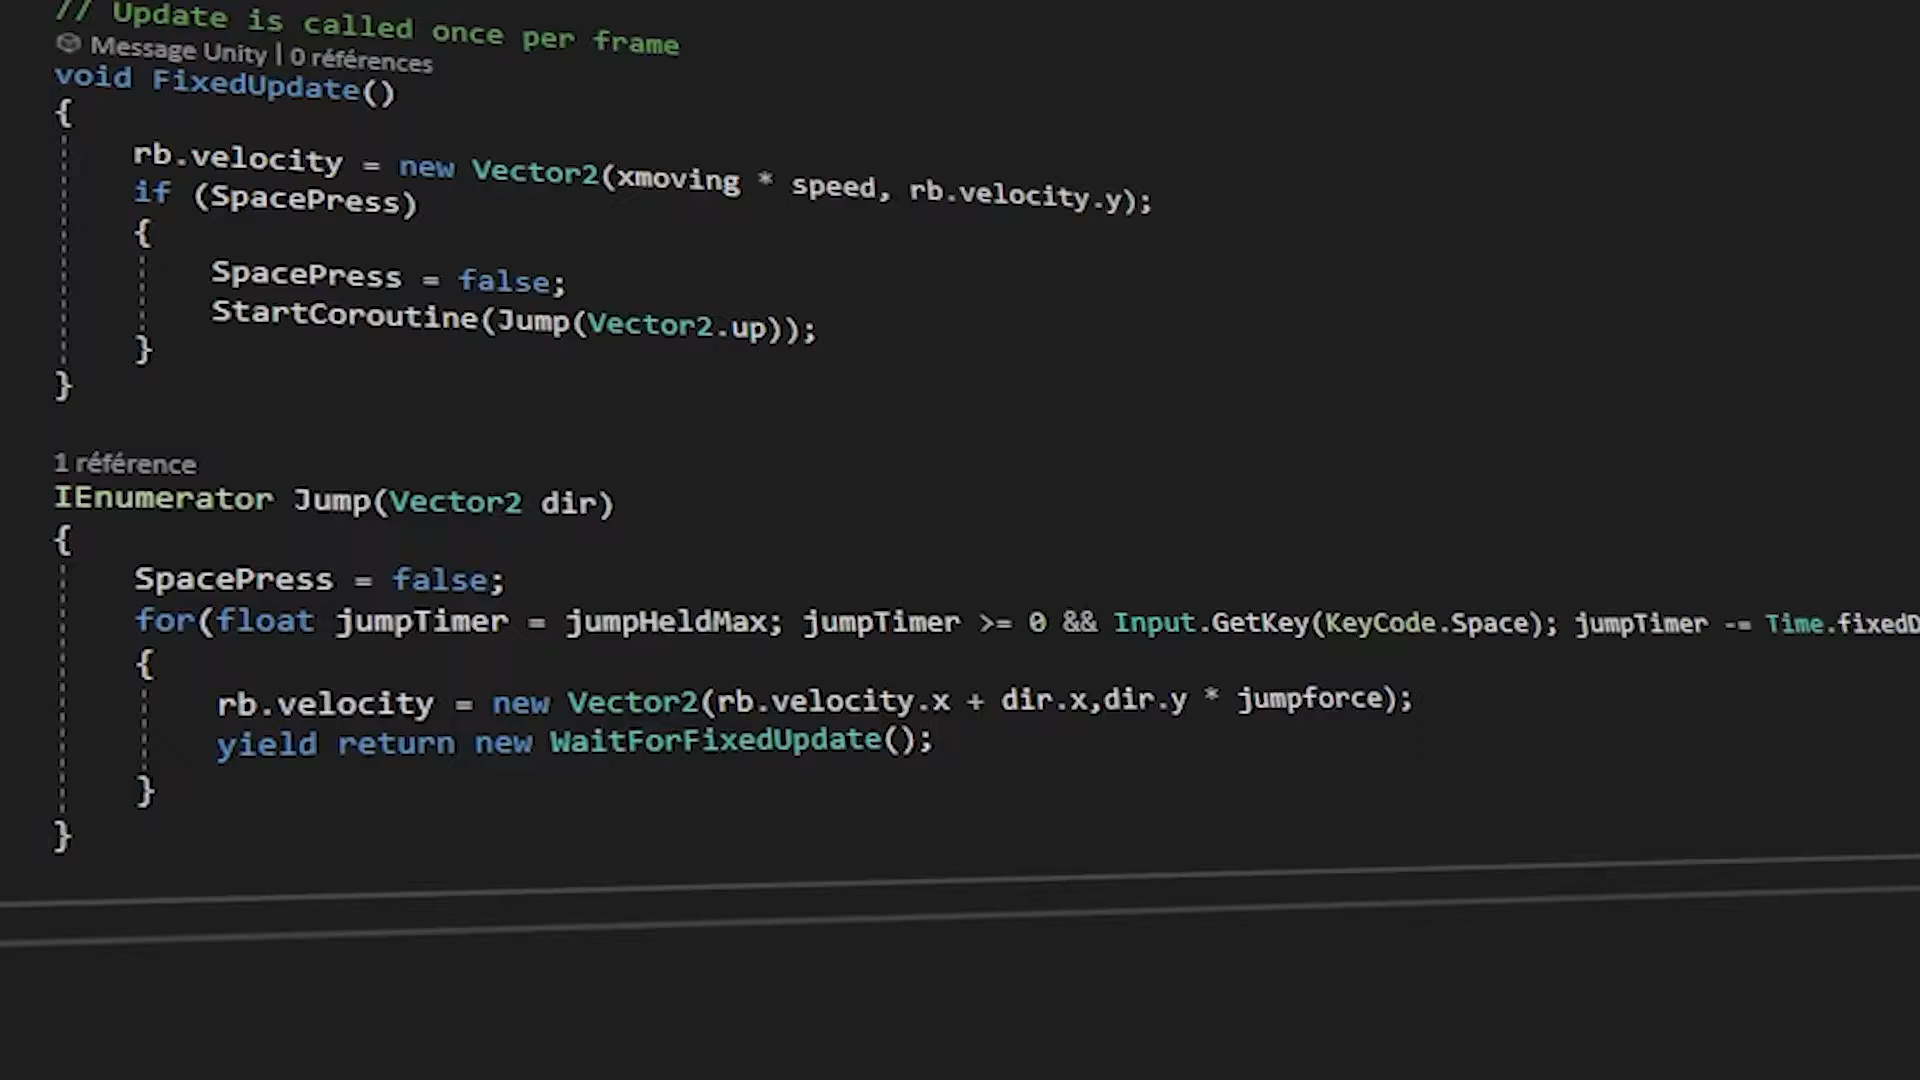 // Update is called once per frame
Message Unity | 0 références
void FixedUpdate()
{
rb.velocity = new Vector2(xmoving * speed, rb.velocity.y);
if (SpacePress)
{
SpacePress = false;
StartCoroutine(Jump(Vector2.up));
}
}
1 référence
IEnumerator Jump(Vector2 dir)
{
SpacePress = false;
for(float jumpTimer = jumpHeldMax; jumpTimer >= 0 && Input.GetKey(KeyCode.Space); jumpTimer -= Time.fixedD
{
rb.velocity = new Vector2(rb.velocity.x + dir.x,dir.y * jumpforce);
yield return new WaitForFixedUpdate();
}
}